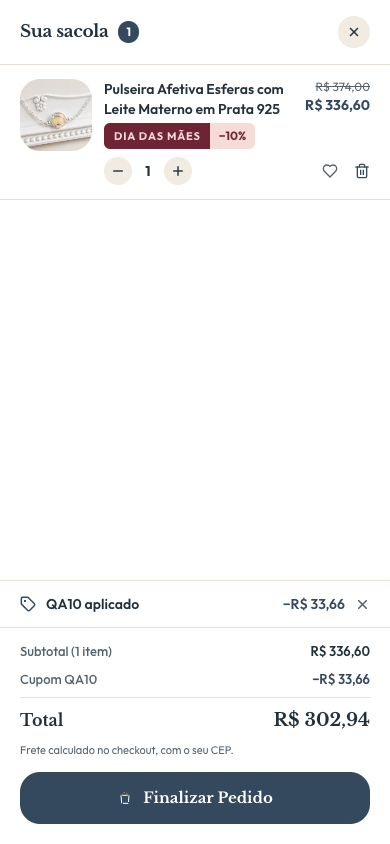 Sua sacola 1
Pulseira Afetiva Esferas com
Leite Materno em Prata 925
R$ 374,00
R$ 336,60
DIA DAS MÃES −10%
1
QA10 aplicado −R$ 33,66
Subtotal (1 item) R$ 336,60
Cupom QA10 −R$ 33,66
Total R$ 302,94
Frete calculado no checkout, com o seu CEP.
Finalizar Pedido